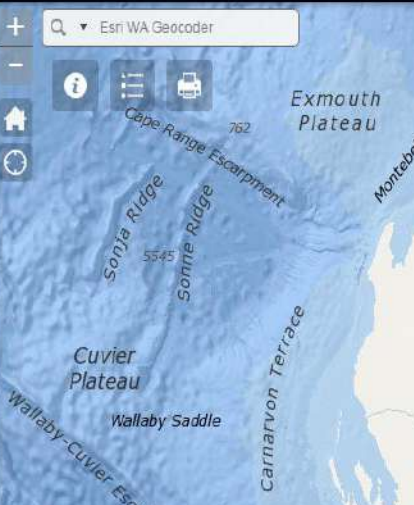 +
Esri WA Geocoder
−
i
Exmouth
Plateau
Cape Range Escarpment
762
Sonja Ridge
Sonne Ridge
5545
Cuvier
Plateau
Wallaby Saddle
Wallaby-Cuvier Esc
Carnarvon Terrace
Montebe